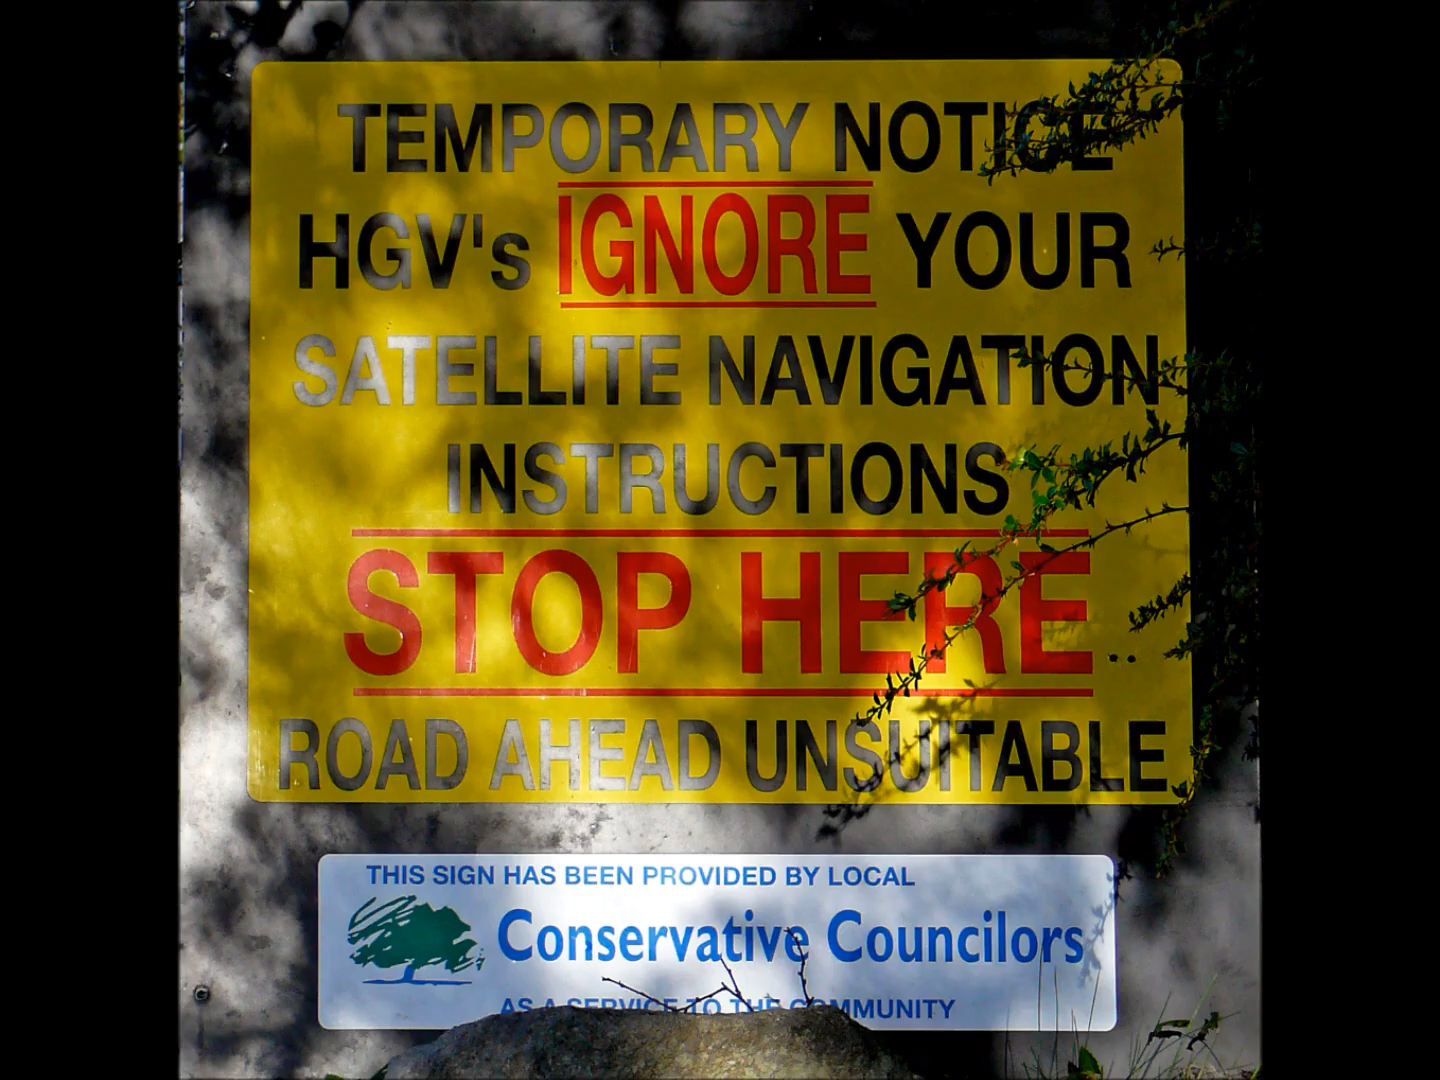 TEMPORARY NOTICE
HGV's IGNORE YOUR
SATELLITE NAVIGATION
INSTRUCTIONS
STOP HERE
ROAD AHEAD UNSUITABLE
THIS SIGN HAS BEEN PROVIDED BY LOCAL
Conservative Councilors
AS A SERVICE TO THE COMMUNITY